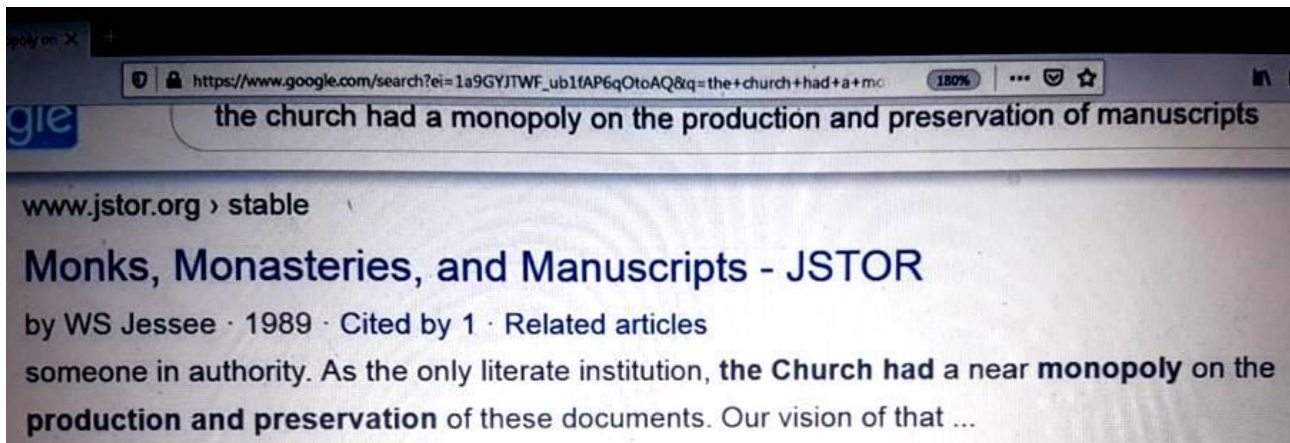 poly on X +
https://www.google.com/search?ei=1a9GYJTWF_ub1fAP6qOtoAQ&q=the+church+had+a+mo 180% •••
gle the church had a monopoly on the production and preservation of manuscripts
www.jstor.org › stable
Monks, Monasteries, and Manuscripts - JSTOR
by WS Jessee · 1989 · Cited by 1 · Related articles
someone in authority. As the only literate institution, the Church had a near monopoly on the
production and preservation of these documents. Our vision of that ...